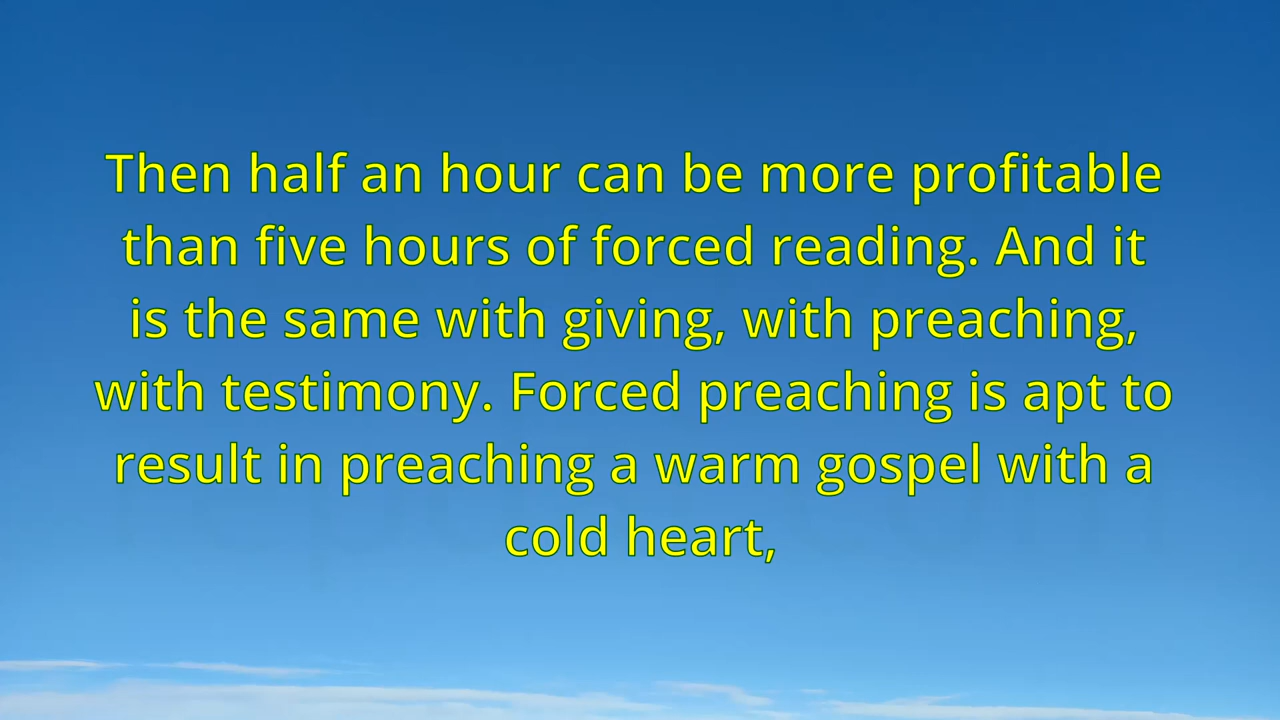 Then half an hour can be more profitable
than five hours of forced reading. And it
is the same with giving, with preaching,
with testimony. Forced preaching is apt to
result in preaching a warm gospel with a
cold heart,